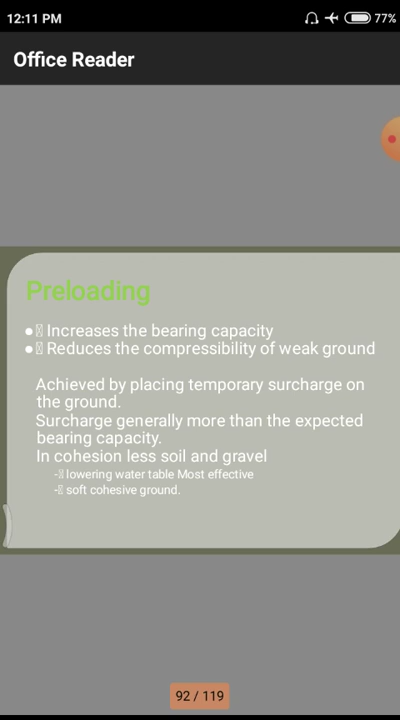 12:11 PM
77%
Office Reader
Preloading
● Increases the bearing capacity
● Reduces the compressibility of weak ground
Achieved by placing temporary surcharge on
the ground.
Surcharge generally more than the expected
bearing capacity.
In cohesion less soil and gravel
- lowering water table Most effective
- soft cohesive ground.
92 / 119